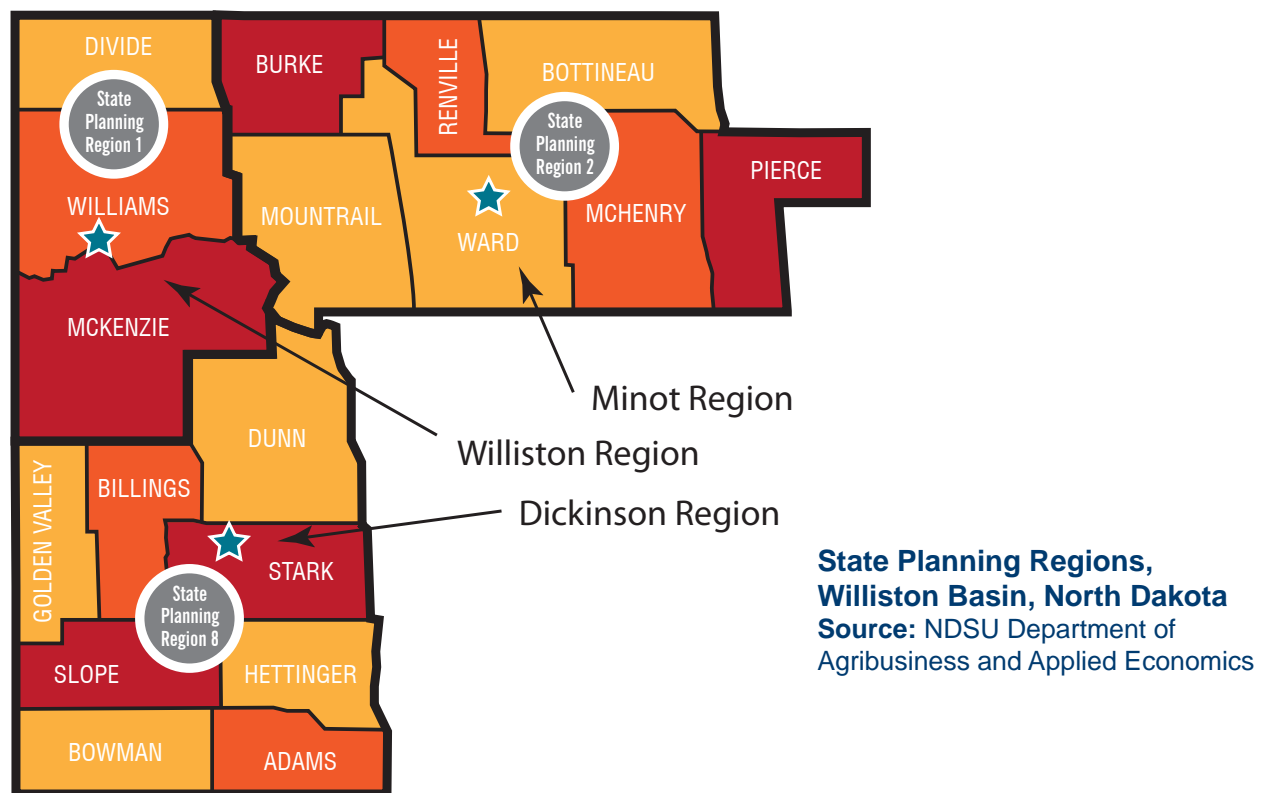 DIVIDE
BURKE
RENVILLE
BOTTINEAU
State
Planning
Region 1
State
Planning
Region 2
PIERCE
WILLIAMS
MOUNTRAIL
WARD
MCHENRY
MCKENZIE
Minot Region
DUNN
Williston Region
GOLDEN VALLEY
BILLINGS
Dickinson Region
STARK
State
Planning
Region 8
SLOPE
HETTINGER
BOWMAN
ADAMS
State Planning Regions,
Williston Basin, North Dakota
Source: NDSU Department of
Agribusiness and Applied Economics